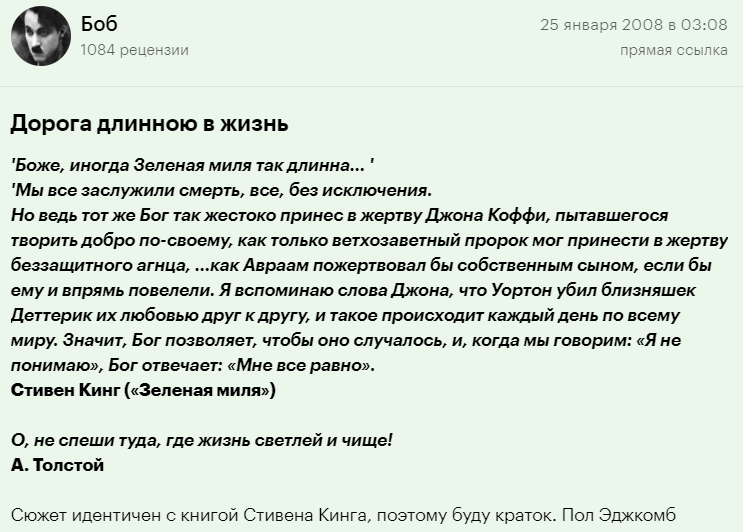 Боб
25 января 2008 в 03:08
1084 рецензии
прямая ссылка
Дорога длинною в жизнь
'Боже, иногда Зеленая миля так длинна... '
'Мы все заслужили смерть, все, без исключения.
Но ведь тот же Бог так жестоко принес в жертву Джона Коффи, пытавшегося
творить добро по-своему, как только ветхозаветный пророк мог принести в жертву
беззащитного агнца, ...как Авраам пожертвовал бы собственным сыном, если бы
ему и впрямь повелели. Я вспоминаю слова Джона, что Уортон убил близняшек
Деттерик их любовью друг к другу, и такое происходит каждый день по всему
миру. Значит, Бог позволяет, чтобы оно случалось, и, когда мы говорим: «Я не
понимаю», Бог отвечает: «Мне все равно».
Стивен Кинг («Зеленая миля»)
О, не спеши туда, где жизнь светлей и чище!
А. Толстой
Сюжет идентичен с книгой Стивена Кинга, поэтому буду краток. Пол Эджкомб